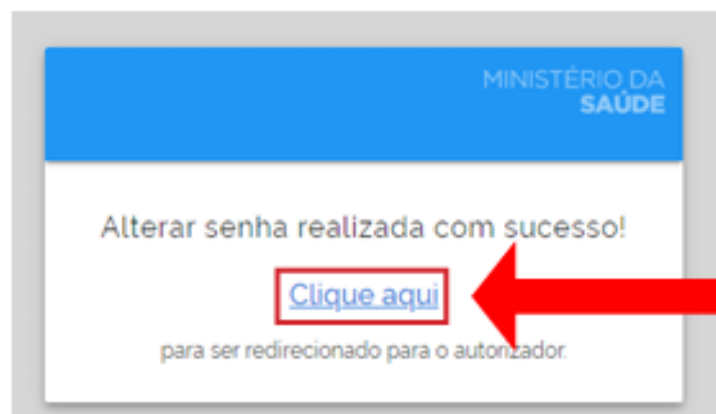 MINISTÉRIO DA
SAÚDE
Alterar senha realizada com sucesso!
Clique aqui
para ser redirecionado para o autorizador.